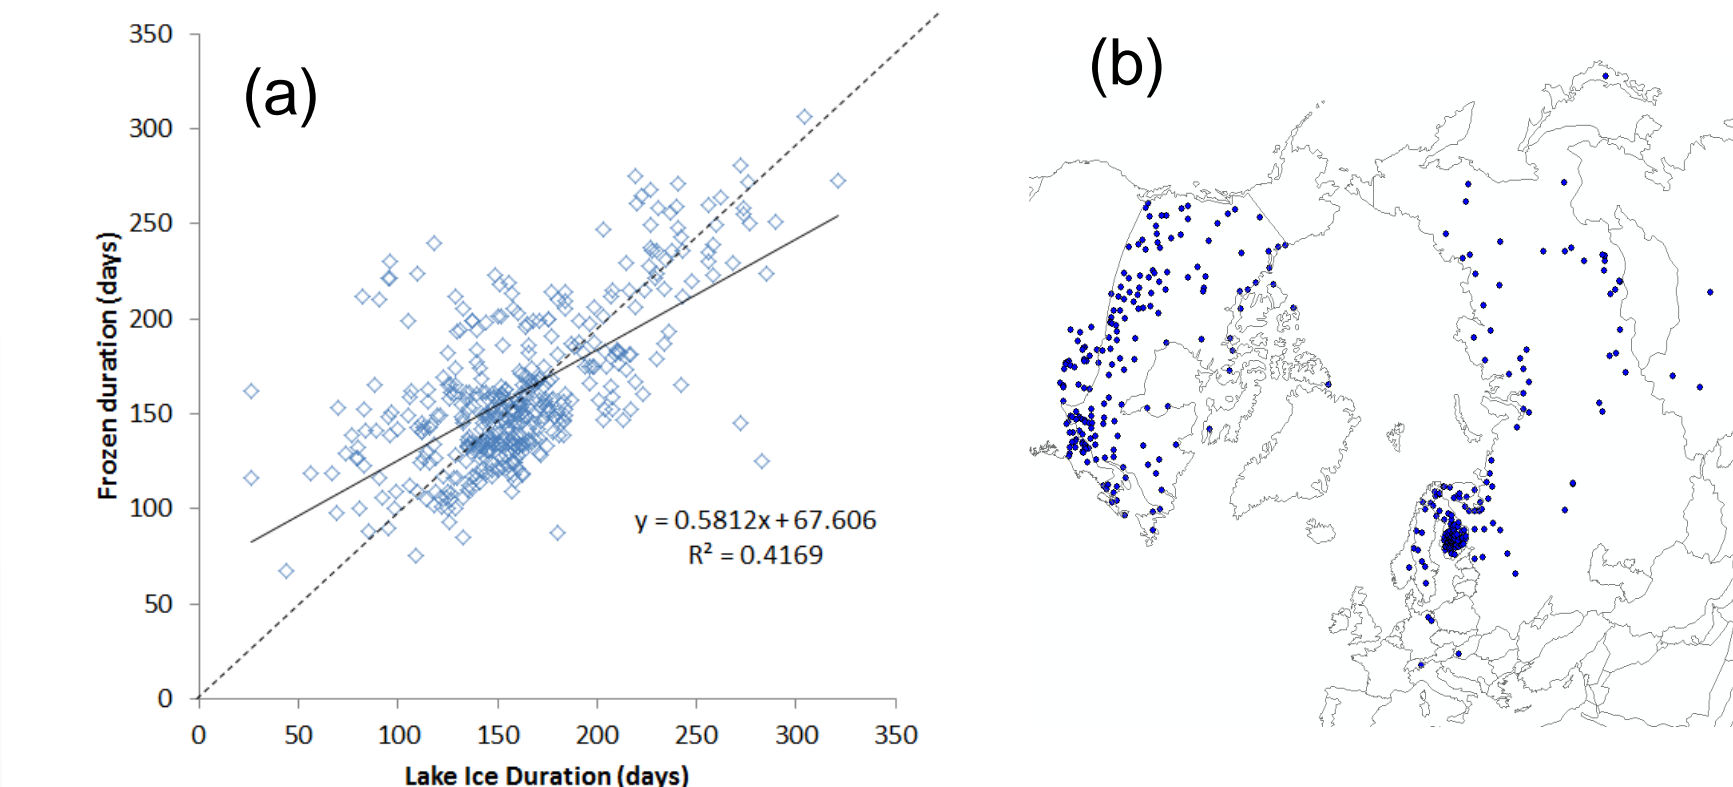 (a)
(b)
350
300
250
200
150
100
50
0
Frozen duration (days)
y = 0.5812x + 67.606
R² = 0.4169
0 50 100 150 200 250 300 350
Lake Ice Duration (days)